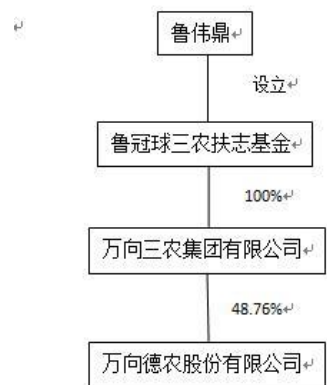 鲁伟鼎
设立
鲁冠球三农扶志基金
100%
万向三农集团有限公司
48.76%
万向德农股份有限公司